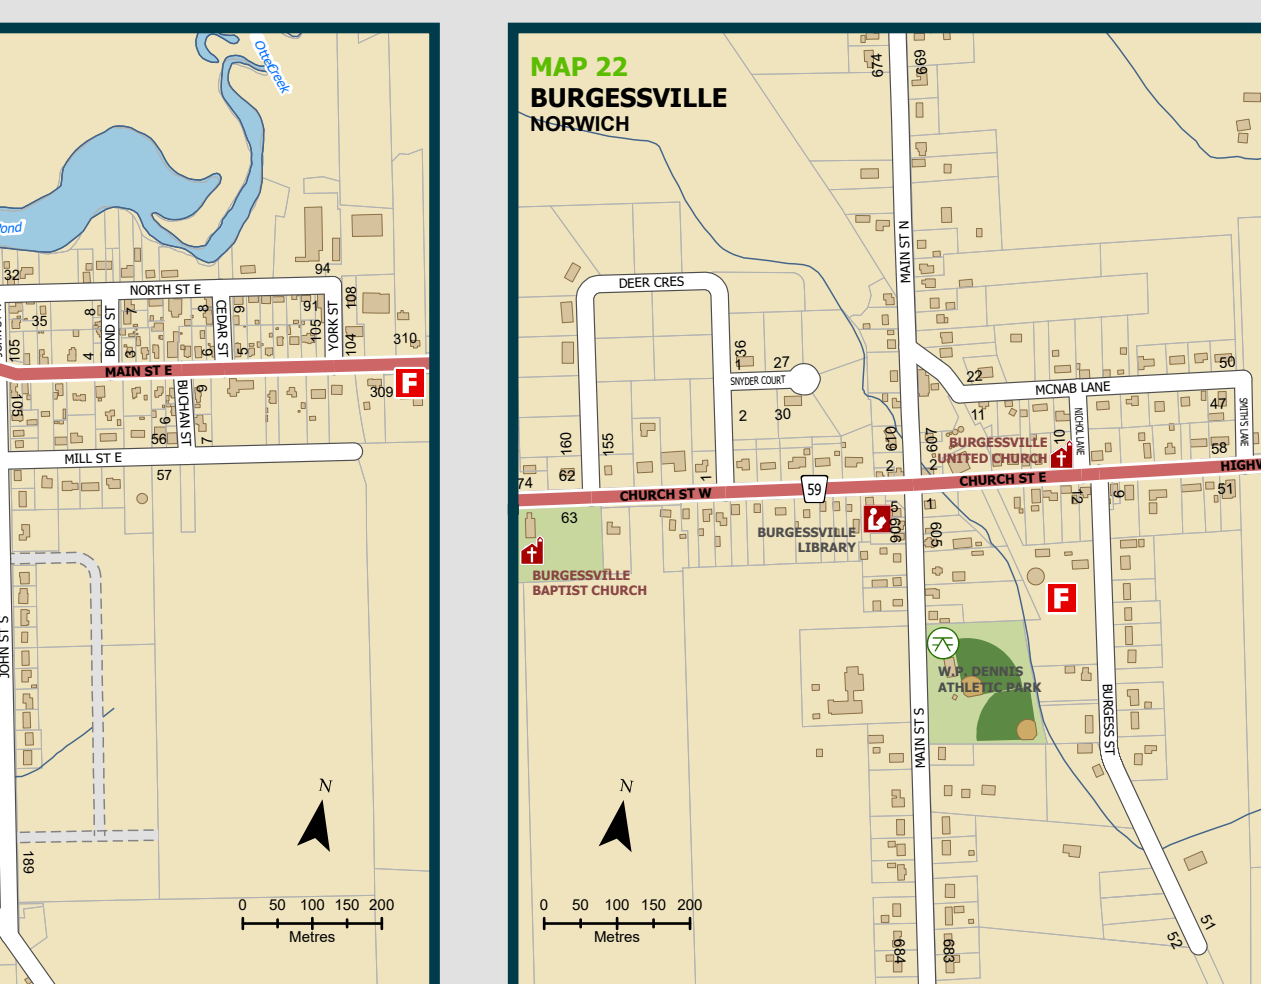 Otte
Creek
Pond
32
NORTH ST E
94
35
8
BOND ST
7
8
CEDAR ST
6
91
105
YORK ST
108
104
310
105
4
3
6
5
MAIN ST E
F
309
105
BUCHAN ST
6
9
56
7
MILL ST E
57
JOHN ST S
189
N
0 50 100 150 200
Metres
MAP 22
BURGESSVILLE
NORWICH
674
669
MAIN ST N
DEER CRES
136
27
SNYDER COURT
2
30
22
MCNAB LANE
50
11
NICHOL LANE
10
47
SMITH'S LANE
58
160
155
610
607
BURGESSVILLE
UNITED CHURCH
74
62
1
2
2
CHURCH ST W
59
CHURCH ST E
HIGHW
63
5
606
1
605
12
9
51
BURGESSVILLE
LIBRARY
BURGESSVILLE
BAPTIST CHURCH
F
W.P. DENNIS
ATHLETIC PARK
MAIN ST S
BURGESS ST
N
0 50 100 150 200
Metres
684
683
52
51